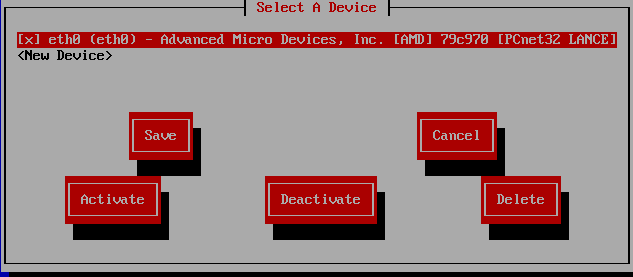 Select A Device
[x] eth0 (eth0) - Advanced Micro Devices, Inc. [AMD] 79c970 [PCnet32 LANCE]
<New Device>
Save Cancel
Activate Deactivate Delete